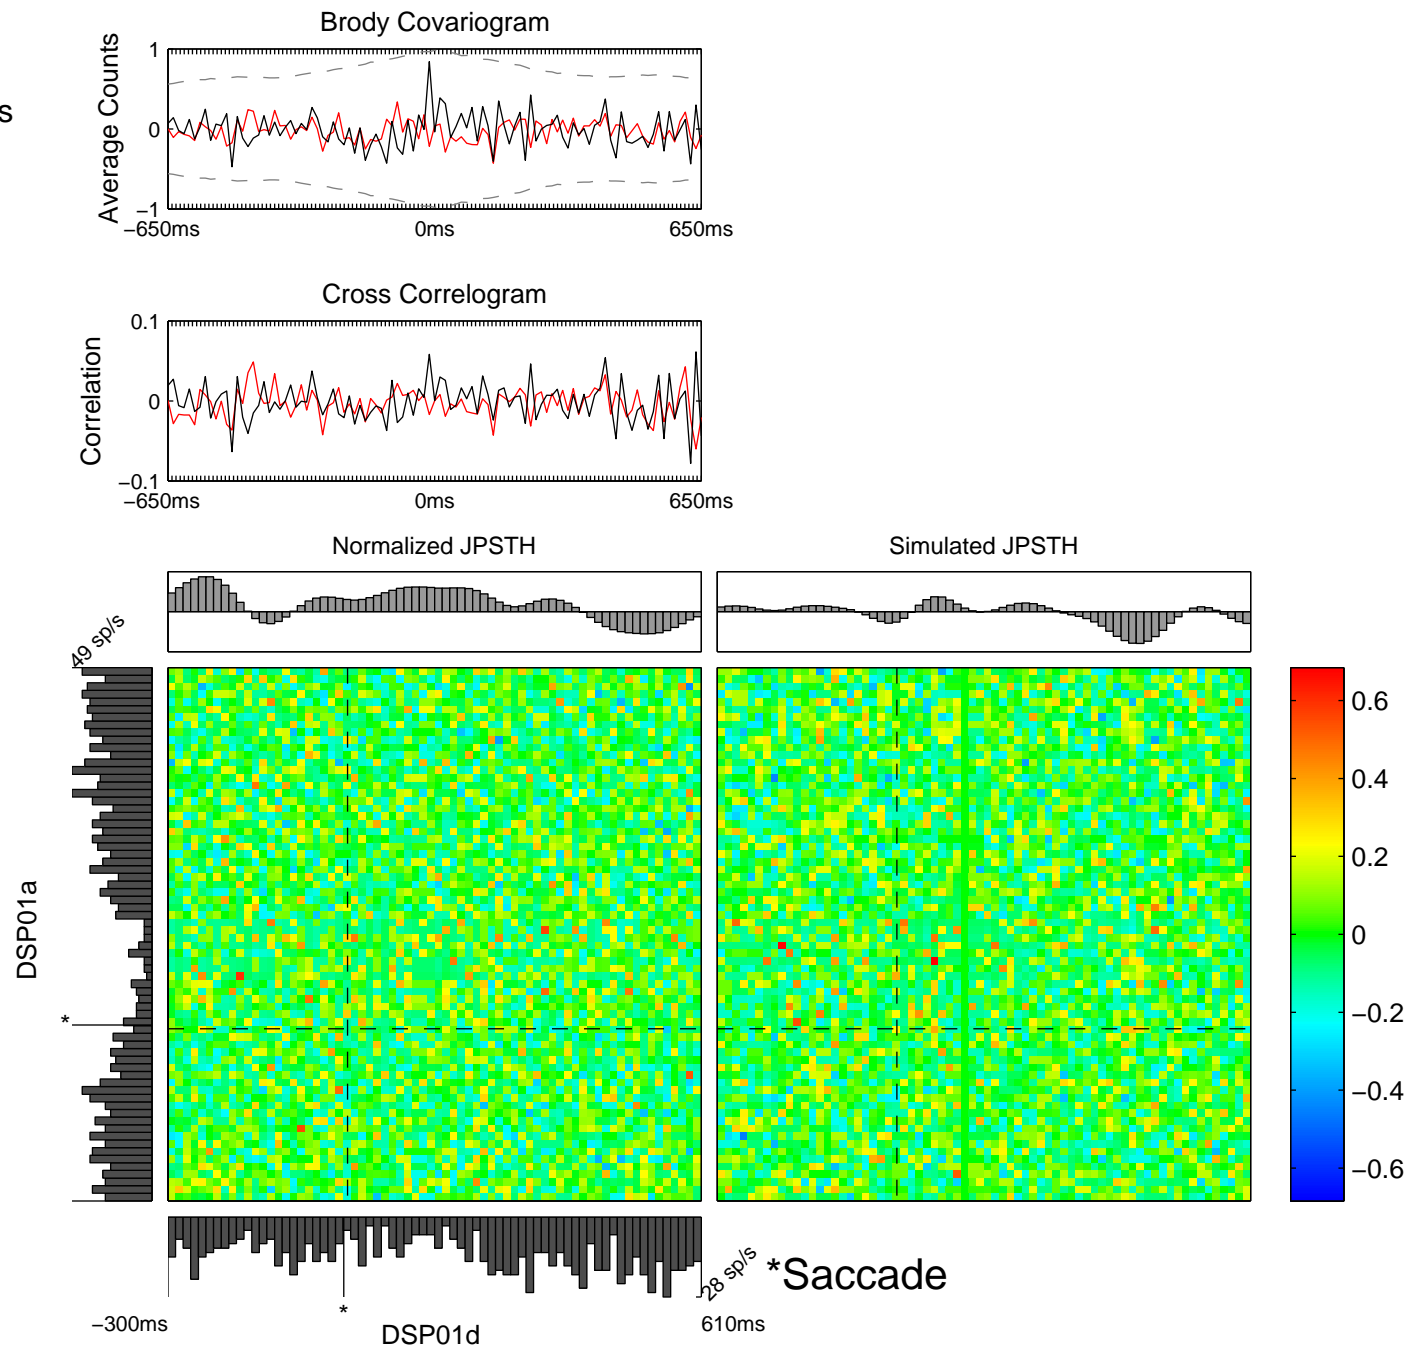 Brody Covariogram
s
Average Counts
1
0
−1
−650ms
0ms
650ms
Cross Correlogram
Correlation
0.1
0
−0.1
−650ms
0ms
650ms
Normalized JPSTH
Simulated JPSTH
49 sp/s
DSP01a
*
0.6
0.4
0.2
0
−0.2
−0.4
−0.6
28 sp/s
*Saccade
*
−300ms
DSP01d
610ms